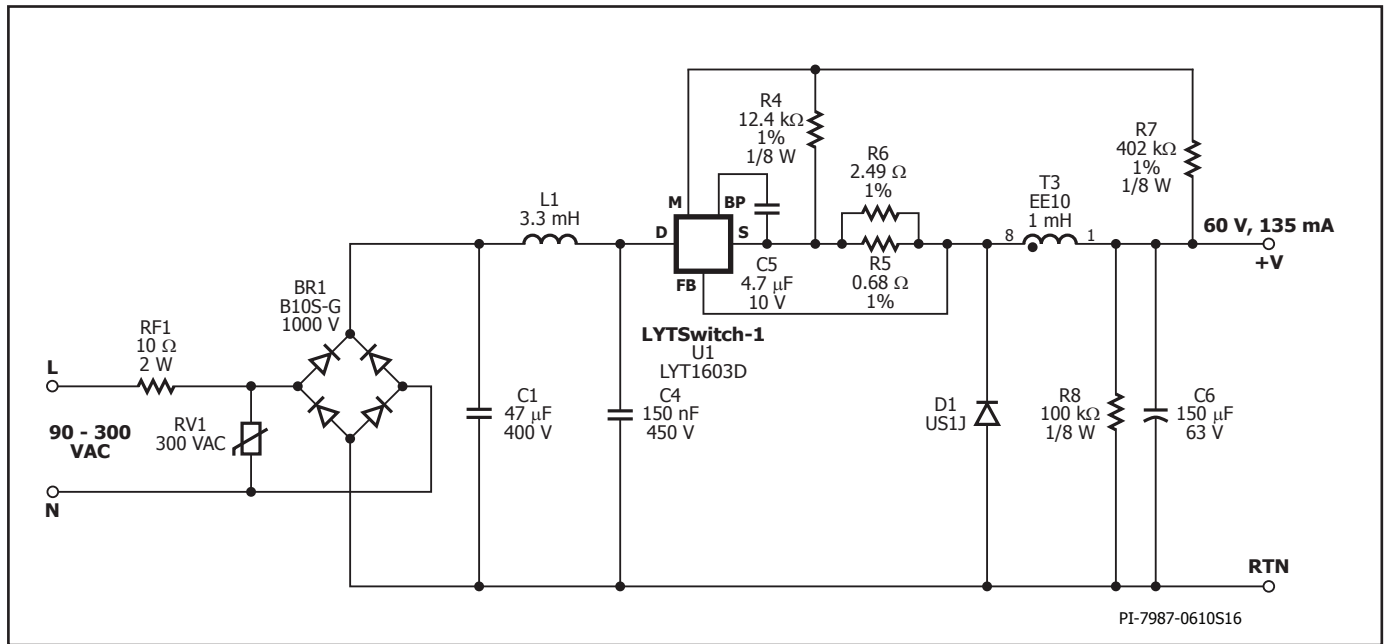 L
N
90 - 300
VAC
RF1
10 Ω
2 W
RV1
300 VAC
BR1
B10S-G
1000 V
C1
47 μF
400 V
L1
3.3 mH
C4
150 nF
450 V
M
BP
D
S
FB
LYTSwitch-1
U1
LYT1603D
C5
4.7 μF
10 V
R4
12.4 kΩ
1%
1/8 W
R6
2.49 Ω
1%
R5
0.68 Ω
1%
D1
US1J
T3
EE10
1 mH
8
1
R7
402 kΩ
1%
1/8 W
60 V, 135 mA
+V
R8
100 kΩ
1/8 W
C6
150 μF
63 V
RTN
PI-7987-0610S16